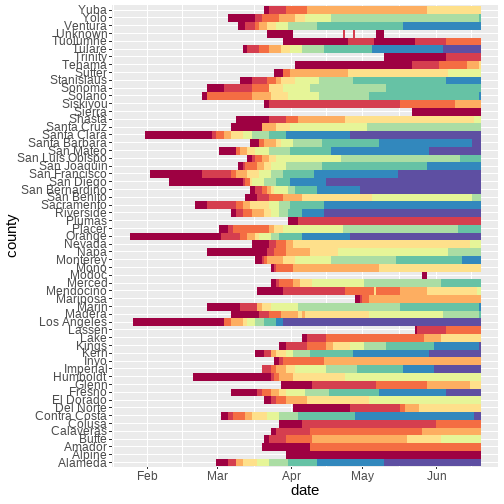 Yuba
Yolo
Ventura
Unknown
Tuolumne
Tulare
Trinity
Tehama
Sutter
Stanislaus
Sonoma
Solano
Siskiyou
Sierra
Shasta
Santa Cruz
Santa Clara
Santa Barbara
San Mateo
San Luis Obispo
San Joaquin
San Francisco
San Diego
San Bernardino
San Benito
Sacramento
Riverside
Plumas
Placer
Orange
Nevada
Napa
Monterey
Mono
Modoc
Merced
Mendocino
Mariposa
Marin
Madera
Los Angeles
Lassen
Lake
Kings
Kern
Inyo
Imperial
Humboldt
Glenn
Fresno
El Dorado
Del Norte
Contra Costa
Colusa
Calaveras
Butte
Amador
Alpine
Alameda
county
Feb Mar Apr May Jun
date